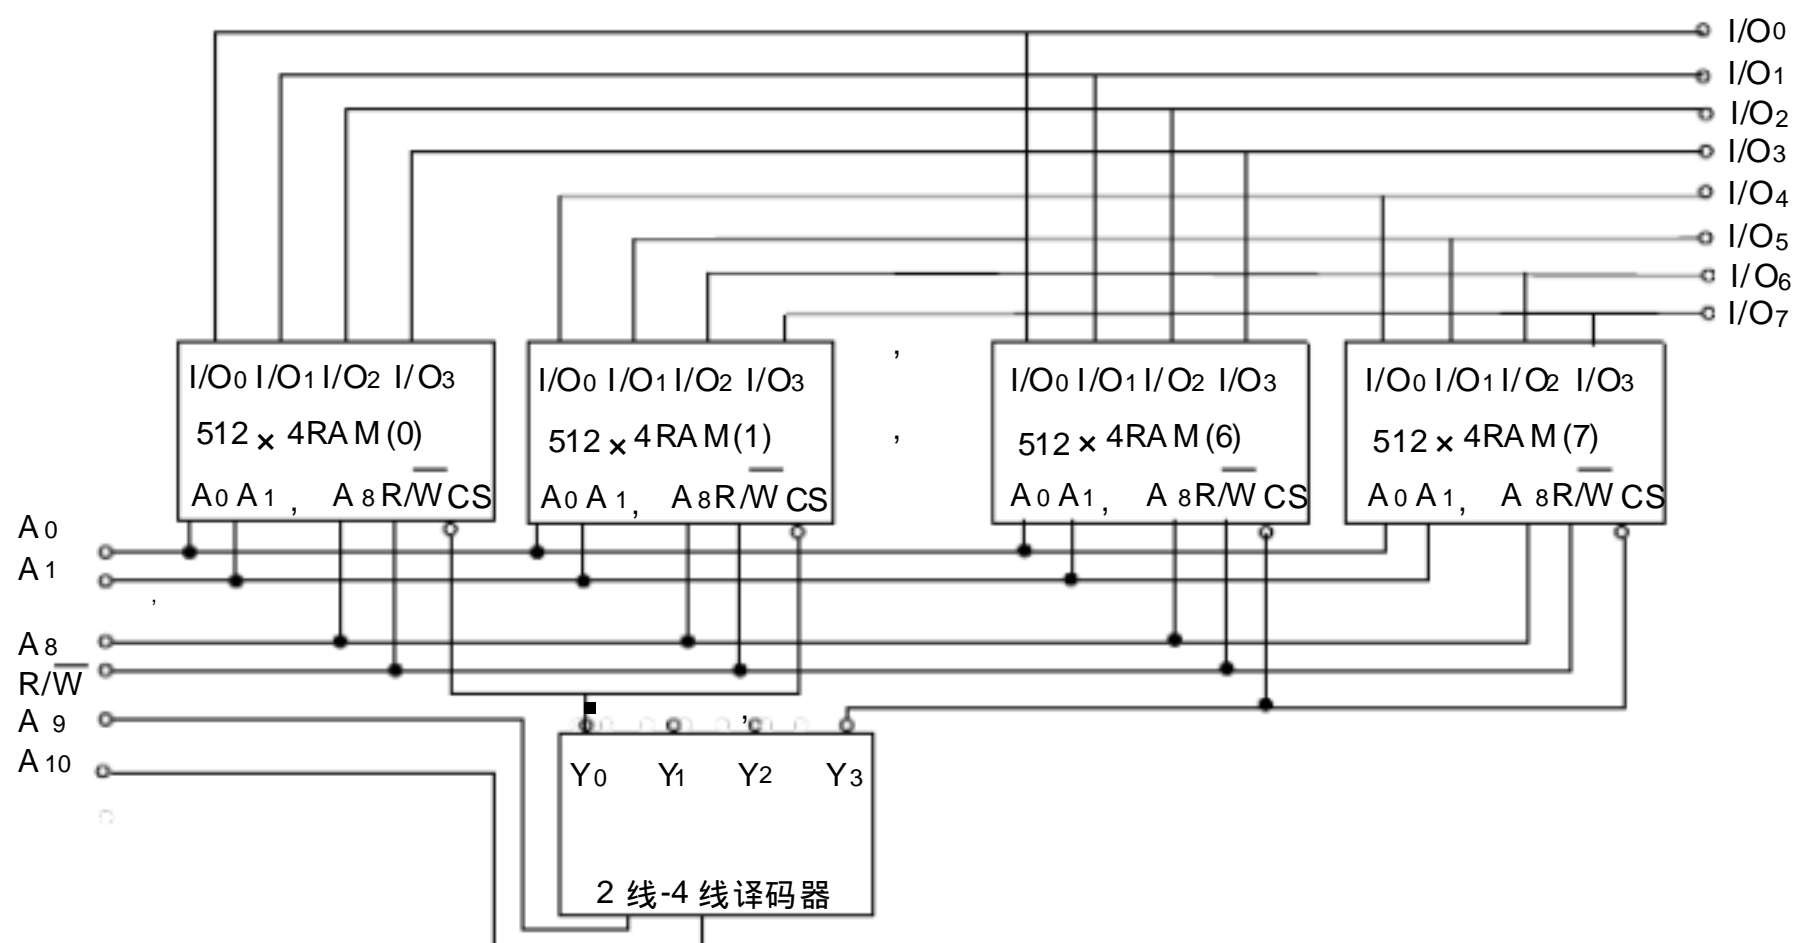 I/O0
I/O1
I/O2
I/O3
I/O4
I/O5
I/O6
I/O7
I/O0 I/O1 I/O2 I/O3
512 × 4RAM(0)
A0 A1 , A8 R/W̅ CS
I/O0 I/O1 I/O2 I/O3
512 × 4RAM(1)
A0 A1 , A8 R/W̅ CS
,
,
I/O0 I/O1 I/O2 I/O3
512 × 4RAM(6)
A0 A1 , A8 R/W̅ CS
I/O0 I/O1 I/O2 I/O3
512 × 4RAM(7)
A0 A1 , A8 R/W̅ CS
A0
A1
,
A8
R/W̅
A9
A10
,
Y0 Y1 Y2 Y3
2 线-4 线译码器